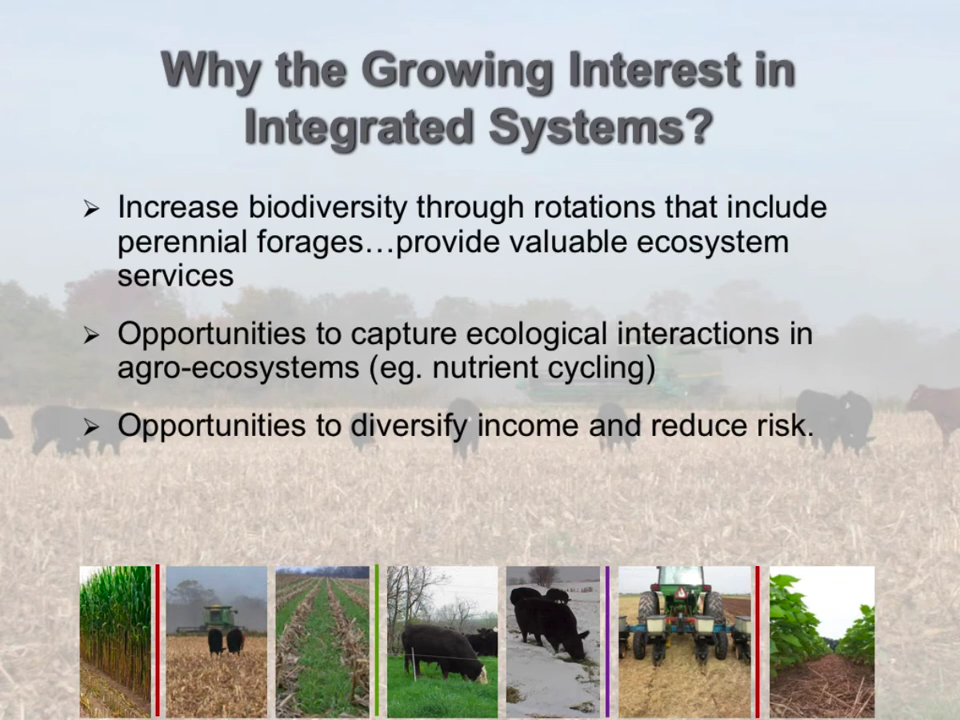 Why the Growing Interest in
Integrated Systems?
➢ Increase biodiversity through rotations that include
perennial forages…provide valuable ecosystem
services
➢ Opportunities to capture ecological interactions in
agro-ecosystems (eg. nutrient cycling)
➢ Opportunities to diversify income and reduce risk.